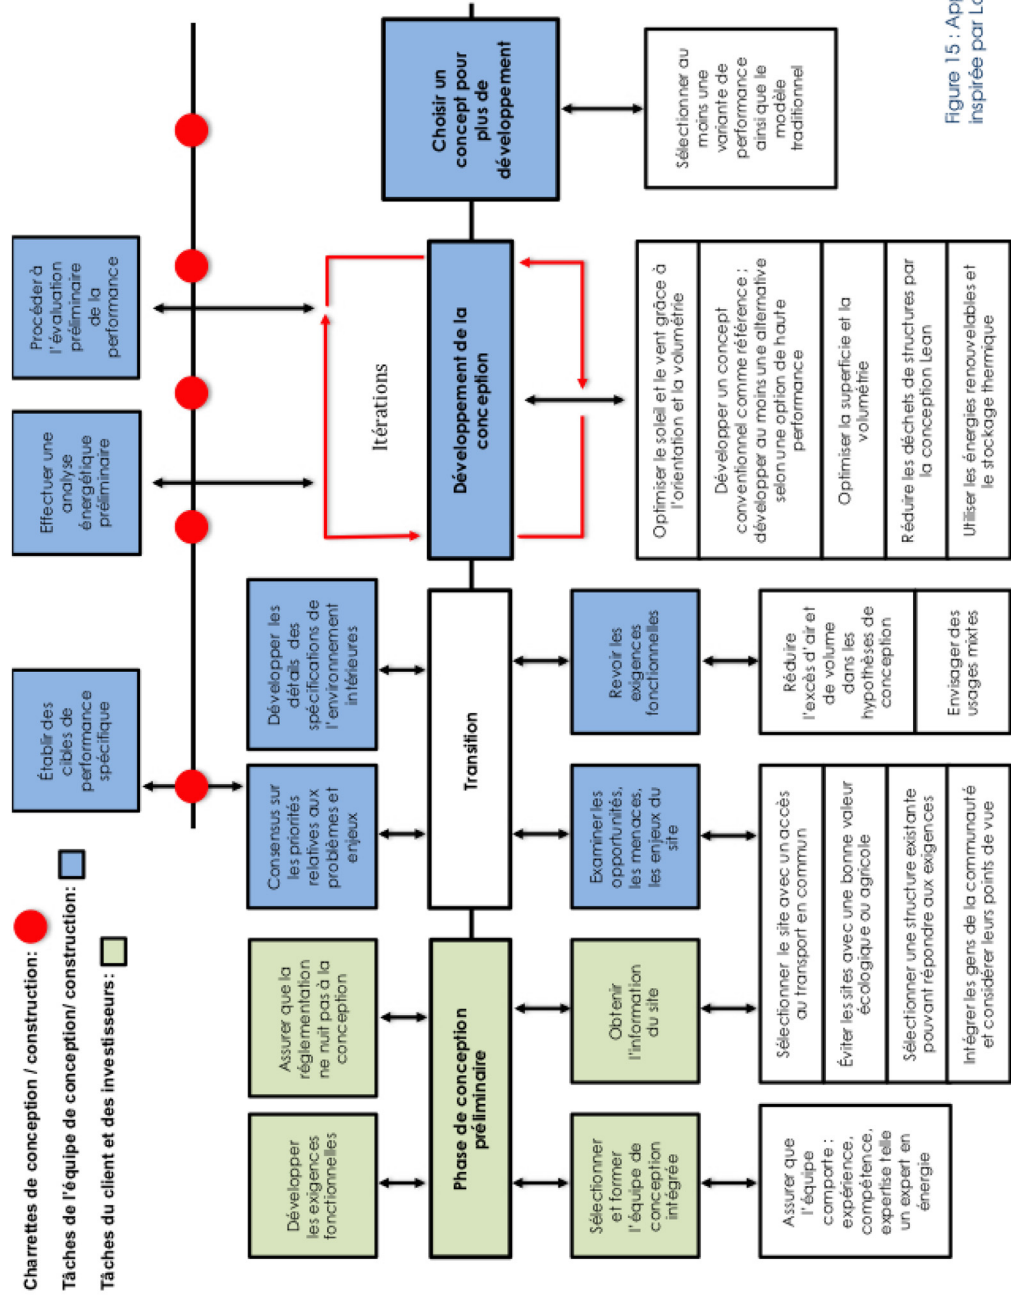 Charrettes de conception / construction:
Tâches de l'équipe de conception/ construction:
Tâches du client et des investisseurs:
Établir des
cibles de
performance
spécifique
Effectuer une
analyse
énergétique
préliminaire
Procéder à
l'évaluation
préliminaire
de la
performance
Développer
les exigences
fonctionnelles
Assurer que la
réglementation
ne nuit pas à la
conception
Consensus sur
les priorités
relatives aux
problèmes et
enjeux
Développer les
détails des
spécifications de
l'environnement
intérieures
Itérations
Phase de conception
préliminaire
Transition
Développement de la
conception
Choisir un
concept pour
plus de
développement
Sélectionner
et former
l'équipe de
conception
intégrée
Obtenir
l'information
du site
Examiner les
opportunités,
les menaces,
les enjeux du
site
Revoir les
exigences
fonctionnelles
Assurer que
l'équipe
comporte :
expérience,
compétence,
expertise telle
un expert en
énergie
Sélectionner le site avec un accès
au transport en commun
Éviter les sites avec une bonne valeur
écologique ou agricole
Sélectionner une structure existante
pouvant répondre aux exigences
Intégrer les gens de la communauté
et considérer leurs points de vue
Réduire
l'excès d'air et
de volume
dans les
hypothèses de
conception
Envisager des
usages mixtes
Optimiser le soleil et le vent grâce à
l'orientation et la volumétrie
Développer un concept
conventionnel comme référence ;
développer au moins une alternative
selon une option de haute
performance
Optimiser la superficie et la
volumétrie
Réduire les déchets de structures par
la conception Lean
Utiliser les énergies renouvelables et
le stockage thermique
Sélectionner au
moins une
variante de
performance
ainsi que le
modèle
traditionnel
Figure 15 : App
inspirée par